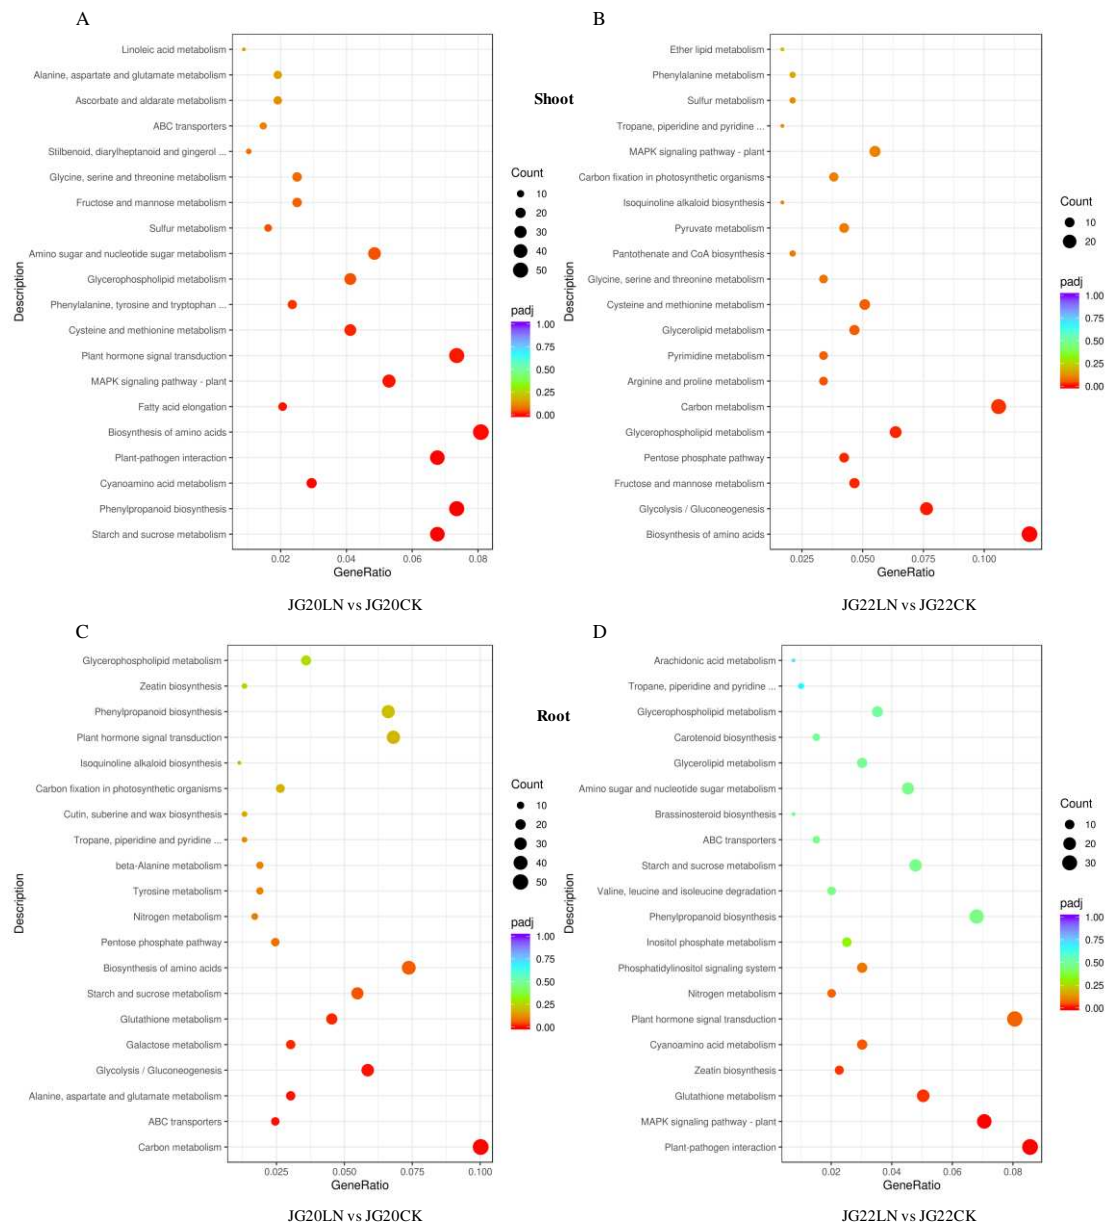 A
Linoleic acid metabolism
Alanine, aspartate and glutamate metabolism
Ascorbate and aldarate metabolism
ABC transporters
Stilbenoid, diarylheptanoid and gingerol ...
Glycine, serine and threonine metabolism
Fructose and mannose metabolism
Sulfur metabolism
Amino sugar and nucleotide sugar metabolism
Glycerophospholipid metabolism
Phenylalanine, tyrosine and tryptophan ...
Cysteine and methionine metabolism
Plant hormone signal transduction
MAPK signaling pathway - plant
Fatty acid elongation
Biosynthesis of amino acids
Plant-pathogen interaction
Cyanoamino acid metabolism
Phenylpropanoid biosynthesis
Starch and sucrose metabolism
Description
0.02 0.04 0.06 0.08
GeneRatio
Count
10
20
30
40
50
padj
1.00
0.75
0.50
0.25
0.00
JG20LN vs JG20CK
Shoot
B
Ether lipid metabolism
Phenylalanine metabolism
Sulfur metabolism
Tropane, piperidine and pyridine ...
MAPK signaling pathway - plant
Carbon fixation in photosynthetic organisms
Isoquinoline alkaloid biosynthesis
Pyruvate metabolism
Pantothenate and CoA biosynthesis
Glycine, serine and threonine metabolism
Cysteine and methionine metabolism
Glycerolipid metabolism
Pyrimidine metabolism
Arginine and proline metabolism
Carbon metabolism
Glycerophospholipid metabolism
Pentose phosphate pathway
Fructose and mannose metabolism
Glycolysis / Gluconeogenesis
Biosynthesis of amino acids
Description
0.025 0.050 0.075 0.100
GeneRatio
Count
10
20
padj
1.00
0.75
0.50
0.25
0.00
JG22LN vs JG22CK
C
Glycerophospholipid metabolism
Zeatin biosynthesis
Phenylpropanoid biosynthesis
Plant hormone signal transduction
Isoquinoline alkaloid biosynthesis
Carbon fixation in photosynthetic organisms
Cutin, suberine and wax biosynthesis
Tropane, piperidine and pyridine ...
beta-Alanine metabolism
Tyrosine metabolism
Nitrogen metabolism
Pentose phosphate pathway
Biosynthesis of amino acids
Starch and sucrose metabolism
Glutathione metabolism
Galactose metabolism
Glycolysis / Gluconeogenesis
Alanine, aspartate and glutamate metabolism
ABC transporters
Carbon metabolism
Description
0.025 0.050 0.075 0.100
GeneRatio
Count
10
20
30
40
50
padj
1.00
0.75
0.50
0.25
0.00
JG20LN vs JG20CK
Root
D
Arachidonic acid metabolism
Tropane, piperidine and pyridine ...
Glycerophospholipid metabolism
Carotenoid biosynthesis
Glycerolipid metabolism
Amino sugar and nucleotide sugar metabolism
Brassinosteroid biosynthesis
ABC transporters
Starch and sucrose metabolism
Valine, leucine and isoleucine degradation
Phenylpropanoid biosynthesis
Inositol phosphate metabolism
Phosphatidylinositol signaling system
Nitrogen metabolism
Plant hormone signal transduction
Cyanoamino acid metabolism
Zeatin biosynthesis
Glutathione metabolism
MAPK signaling pathway - plant
Plant-pathogen interaction
Description
0.02 0.04 0.06 0.08
GeneRatio
Count
10
20
30
padj
1.00
0.75
0.50
0.25
0.00
JG22LN vs JG22CK